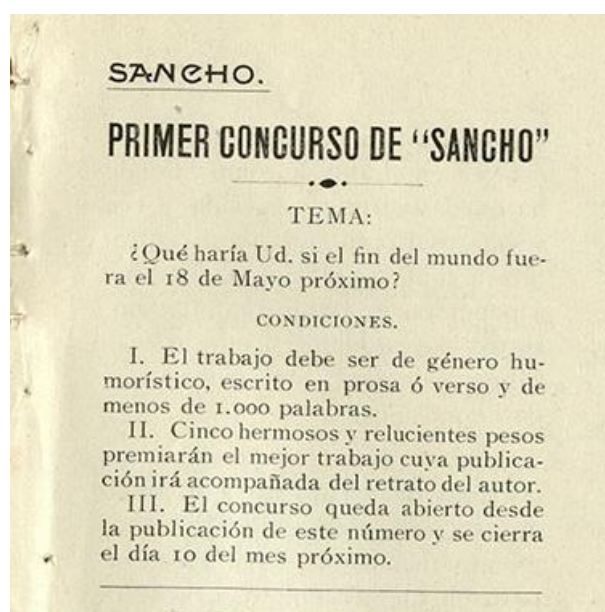 SANCHO.
PRIMER CONCURSO DE “SANCHO”
TEMA:
¿Qué haría Ud. si el fin del mundo fue-
ra el 18 de Mayo próximo?
CONDICIONES.
I. El trabajo debe ser de género hu-
morístico, escrito en prosa ó verso y de
menos de 1.000 palabras.
II. Cinco hermosos y relucientes pesos
premiarán el mejor trabajo cuya publica-
ción irá acompañada del retrato del autor.
III. El concurso queda abierto desde
la publicación de este número y se cierra
el día 10 del mes próximo.